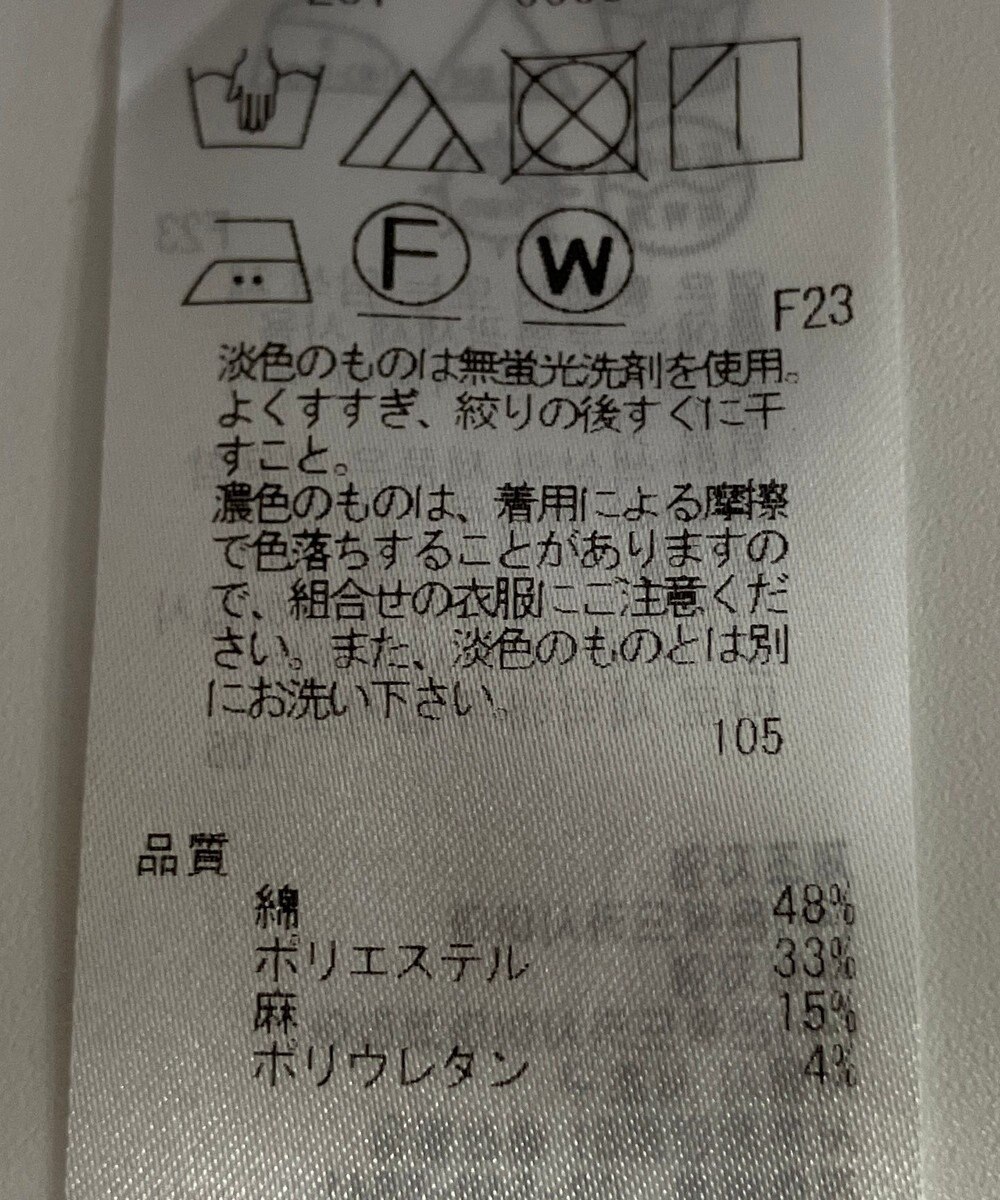 F
W
F23
淡色のものは無蛍光洗剤を使用。
よくすすぎ、絞りの後すぐに干
すこと。
濃色のものは、着用による摩擦
で色落ちすることがありますの
で、組合せの衣服にご注意くだ
さい。また、淡色のものとは別
にお洗い下さい。
105
品質
綿 48%
ポリエステル 33%
麻 15%
ポリウレタン 4%